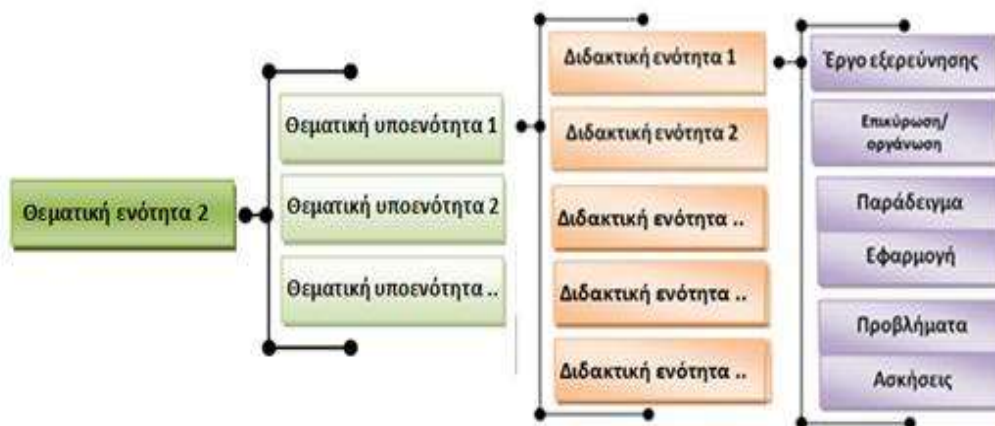 Θεματική ενότητα 2
Θεματική υποενότητα 1
Θεματική υποενότητα 2
Θεματική υποενότητα ..
Διδακτική ενότητα 1
Διδακτική ενότητα 2
Διδακτική ενότητα ..
Διδακτική ενότητα ..
Διδακτική ενότητα ..
Έργο εξερεύνησης
Επικύρωση/
οργάνωση
Παράδειγμα
Εφαρμογή
Προβλήματα
Ασκήσεις